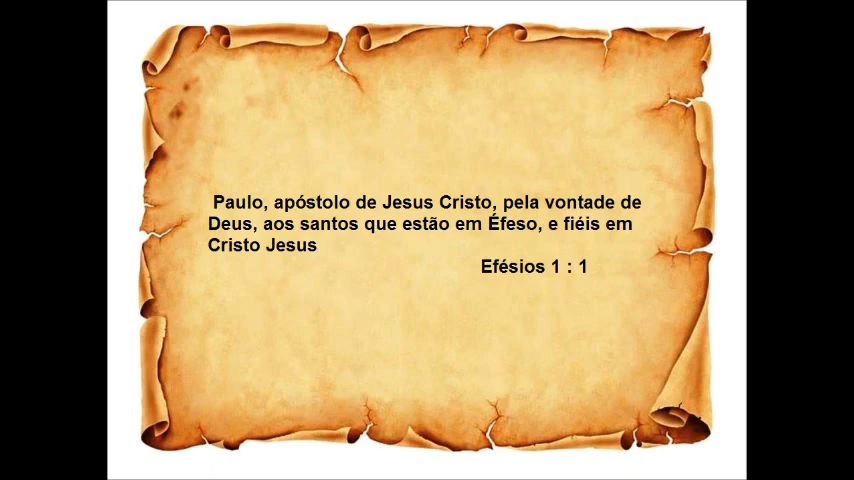 Paulo, apóstolo de Jesus Cristo, pela vontade de
Deus, aos santos que estão em Éfeso, e fiéis em
Cristo Jesus
Efésios 1 : 1